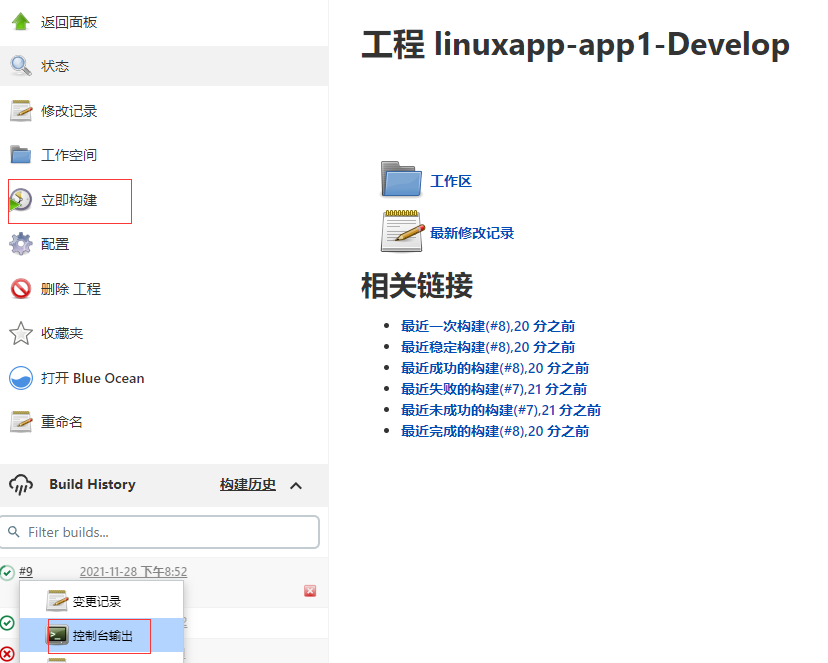 返回面板
状态
修改记录
工作空间
立即构建
配置
删除 工程
收藏夹
打开 Blue Ocean
重命名
Build History 构建历史
Filter builds...
#9 2021-11-28 下午8:52
变更记录
控制台输出
工程 linuxapp-app1-Develop
工作区
最新修改记录
相关链接
最近一次构建(#8),20 分之前
最近稳定构建(#8),20 分之前
最近成功的构建(#8),20 分之前
最近失败的构建(#7),21 分之前
最近未成功的构建(#7),21 分之前
最近完成的构建(#8),20 分之前